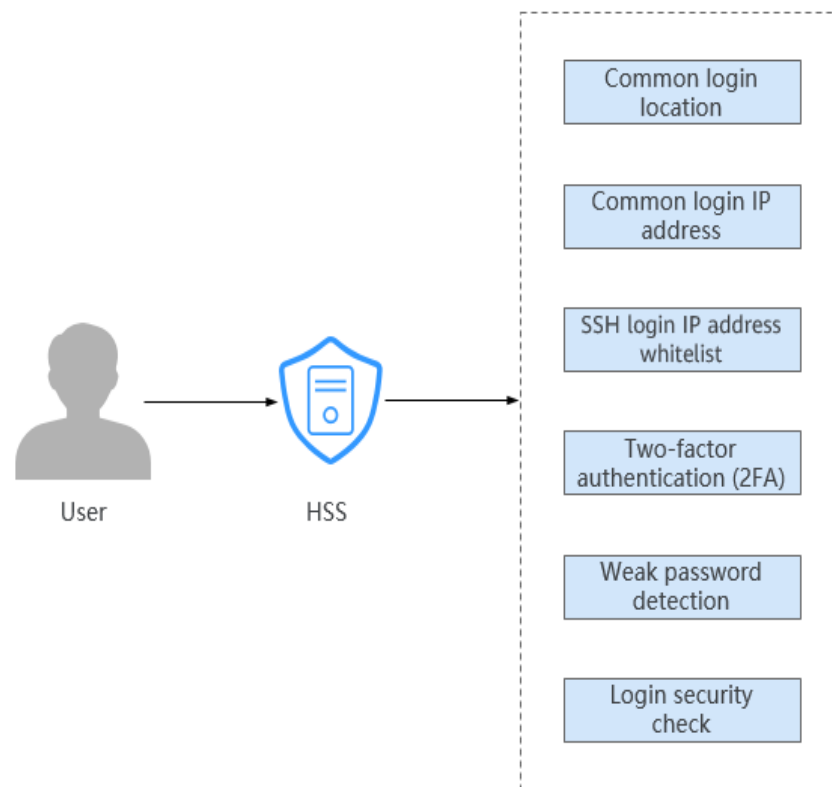 Common login
location
Common login IP
address
SSH login IP address
whitelist
Two-factor
authentication (2FA)
Weak password
detection
Login security
check
User
HSS